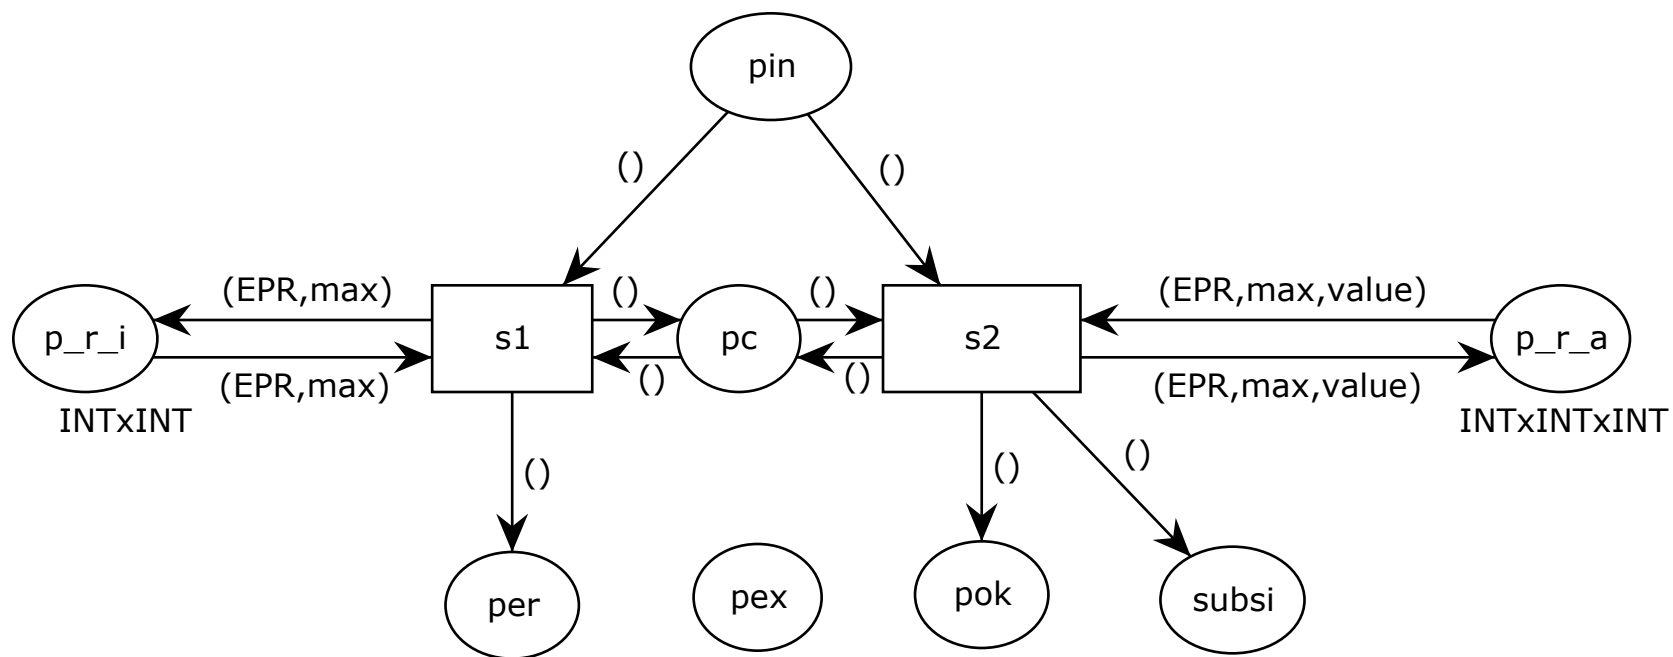 pin
()
()
(EPR,max)
()
()
(EPR,max,value)
p_r_i
s1
pc
s2
p_r_a
(EPR,max)
()
()
(EPR,max,value)
INTxINT
INTxINTxINT
()
()
()
per
pex
pok
subsi